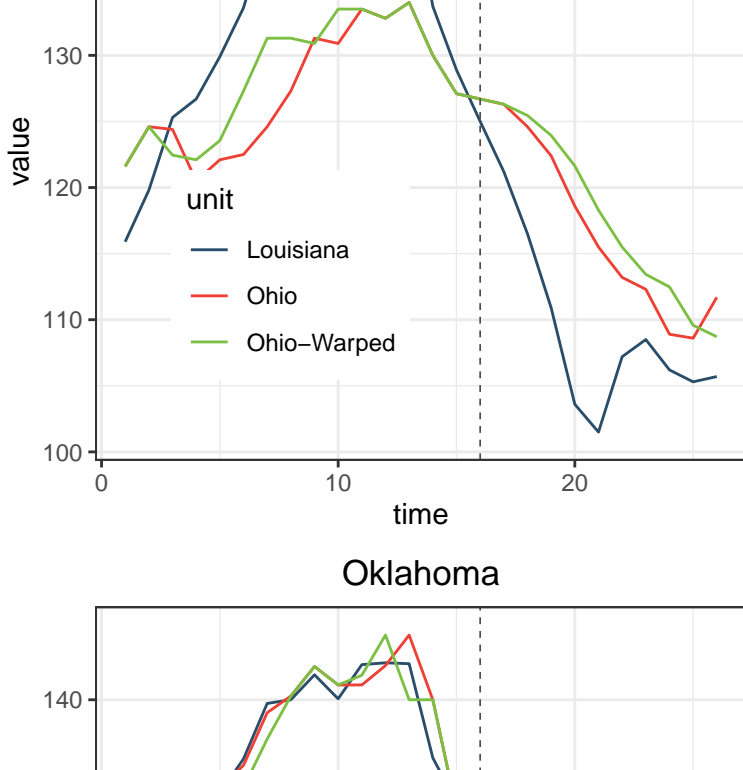 130
120
110
100
value
unit
Louisiana
Ohio
Ohio−Warped
0 10 20
time
Oklahoma
140